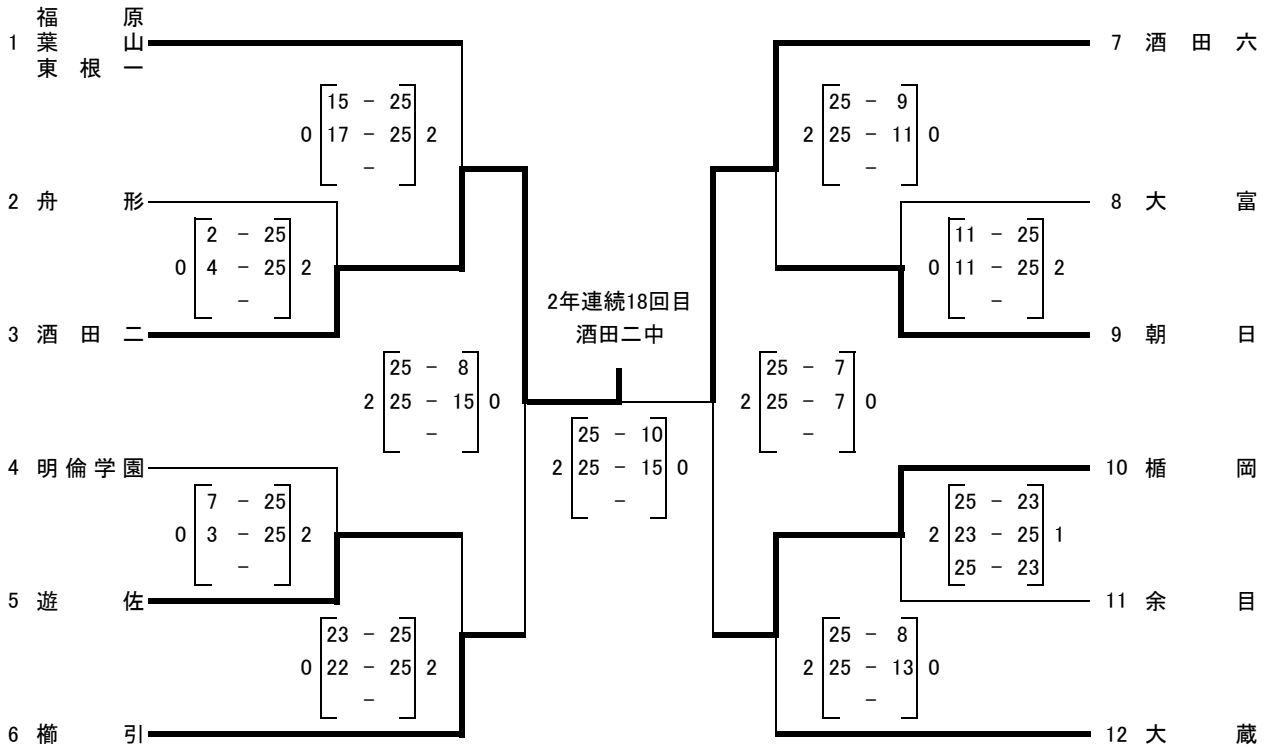 福原
1 葉山
東根一
7 酒田六
15 - 25
0 17 - 25 2
-
25 - 9
2 25 - 11 0
-
2 舟形
8 大富
2 - 25
0 4 - 25 2
-
11 - 25
0 11 - 25 2
-
2年連続18回目
酒田二中
3 酒田二
9 朝日
25 - 8
2 25 - 15 0
-
25 - 7
2 25 - 7 0
-
25 - 10
2 25 - 15 0
-
4 明倫学園
10 楯岡
7 - 25
0 3 - 25 2
-
25 - 23
2 23 - 25 1
25 - 23
5 遊佐
11 余目
23 - 25
0 22 - 25 2
-
25 - 8
2 25 - 13 0
-
6 櫛引
12 大蔵